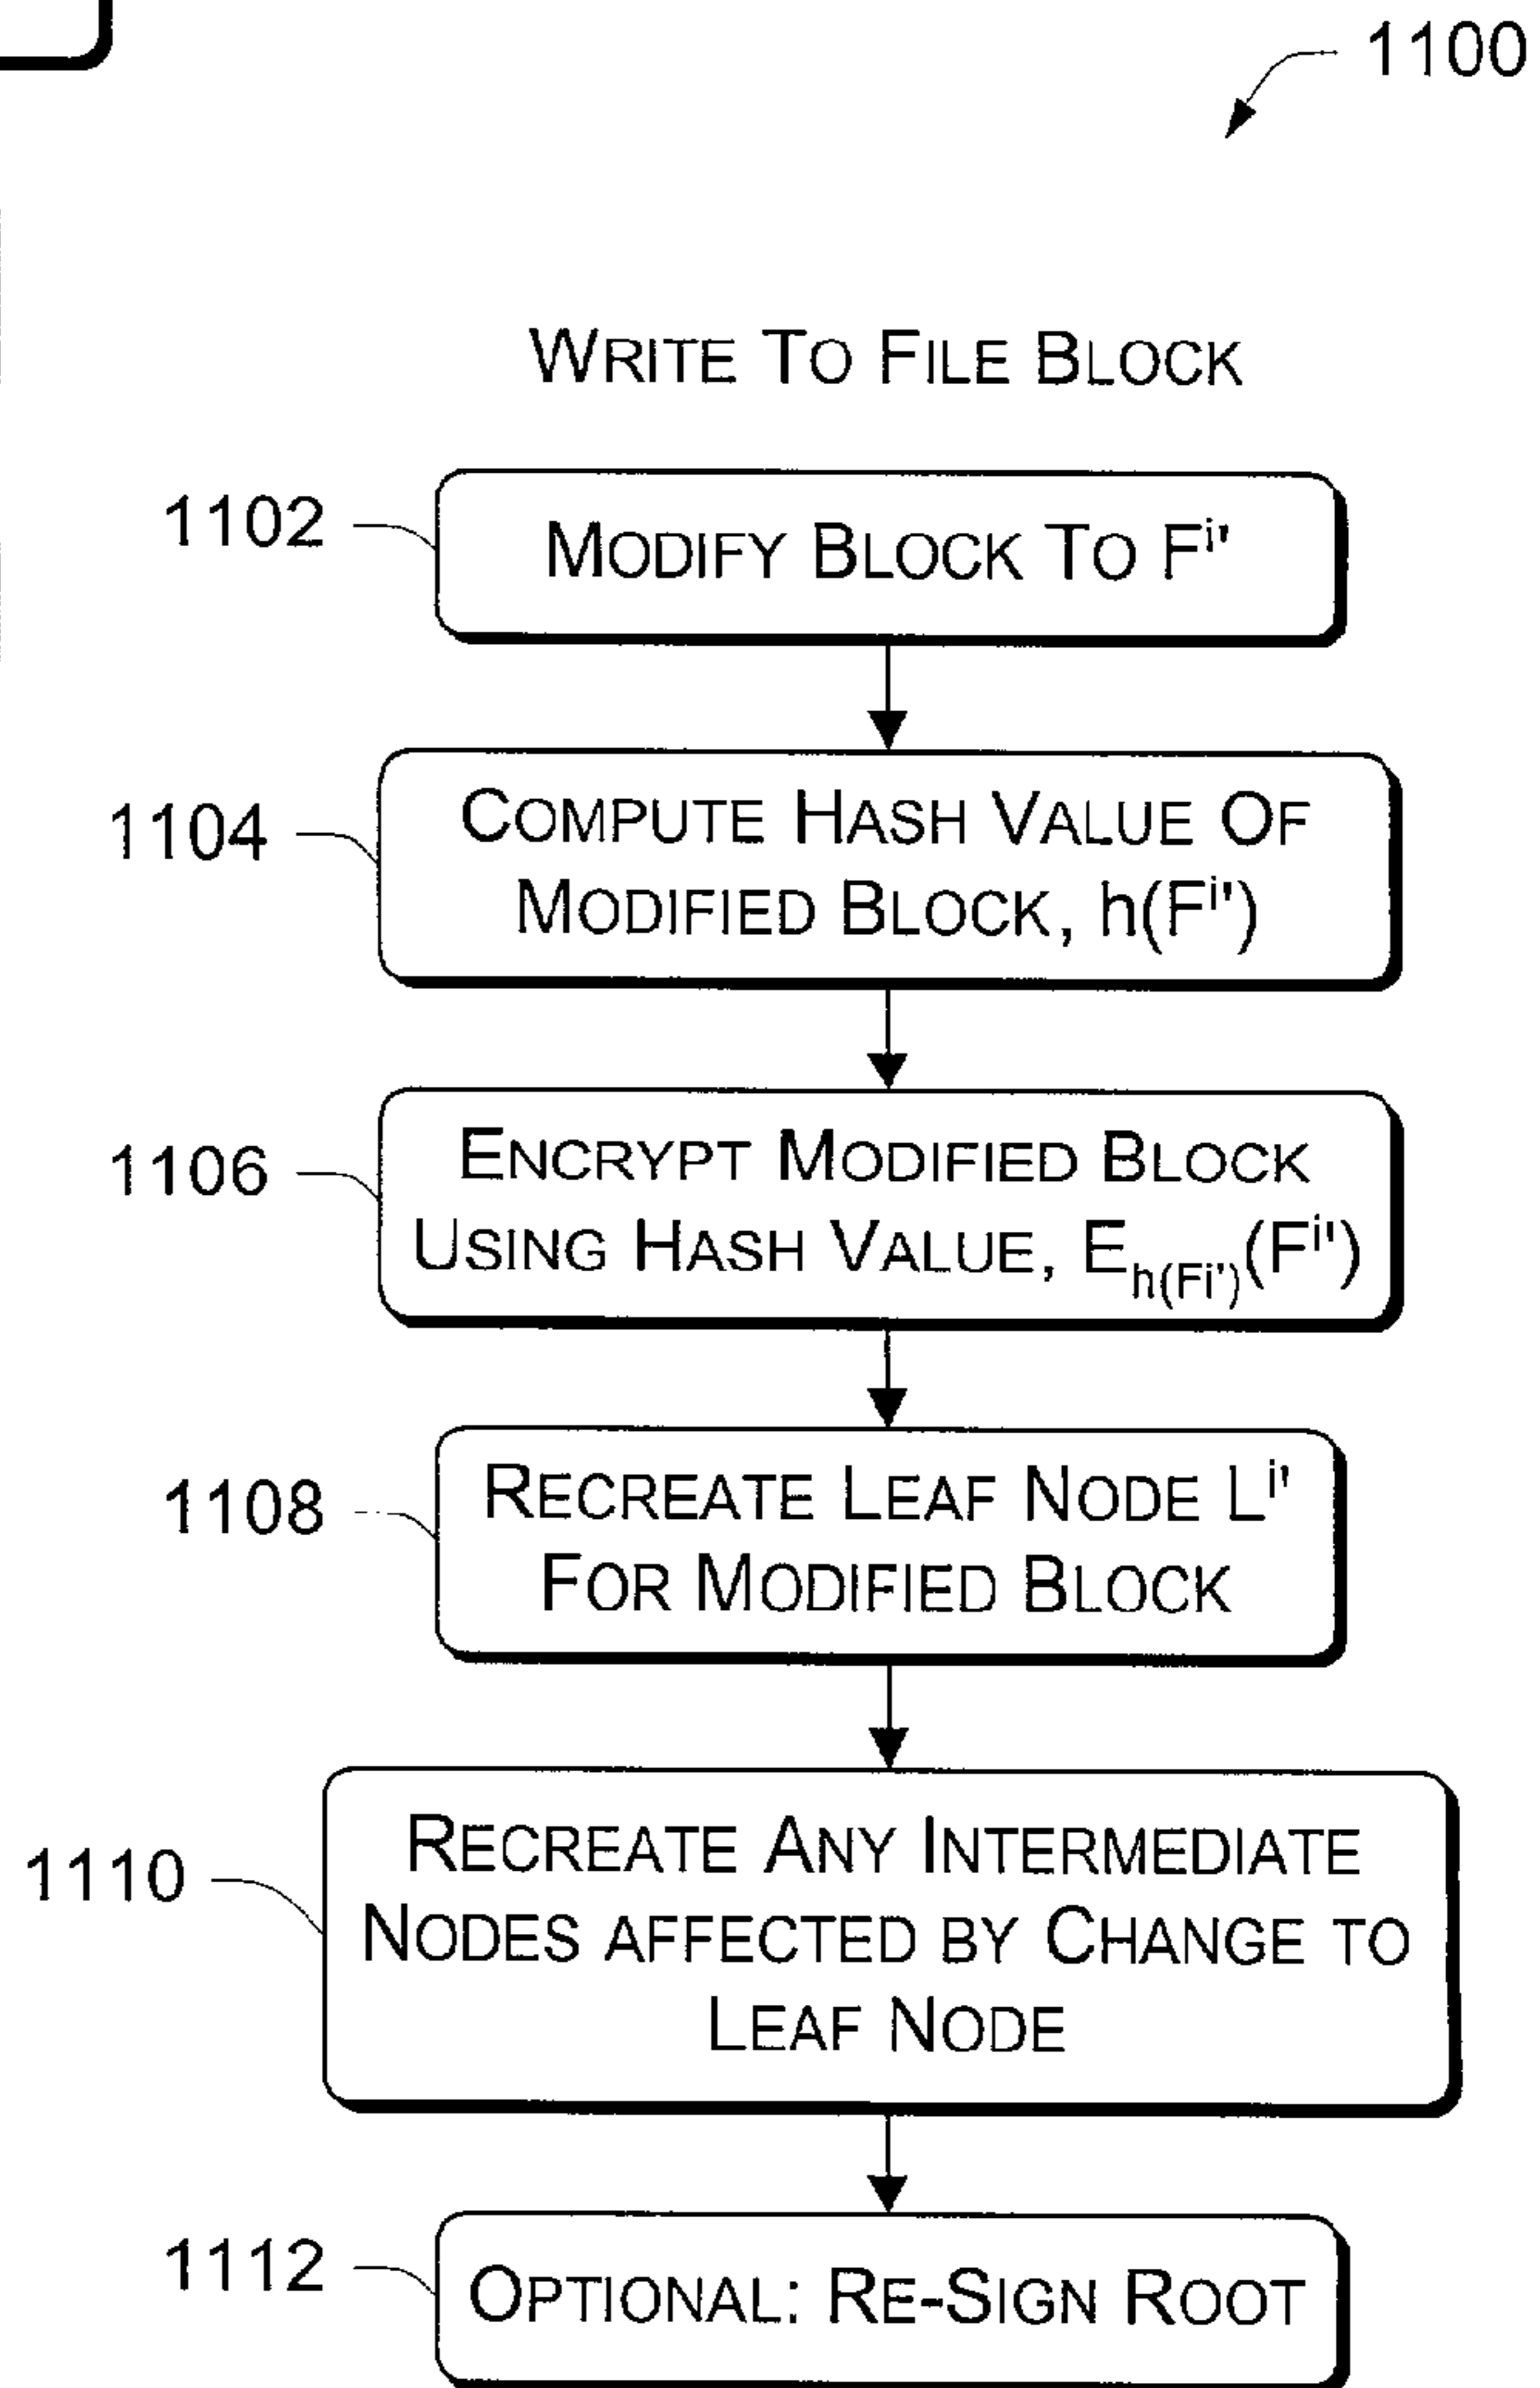 1100
WRITE TO FILE BLOCK
1102
MODIFY BLOCK TO Fⁱ'
1104
COMPUTE HASH VALUE OF
MODIFIED BLOCK, h(Fⁱ')
1106
ENCRYPT MODIFIED BLOCK
USING HASH VALUE, E_h(Fi')(Fⁱ')
1108
RECREATE LEAF NODE Lⁱ'
FOR MODIFIED BLOCK
1110
RECREATE ANY INTERMEDIATE
NODES AFFECTED BY CHANGE TO
LEAF NODE
1112
OPTIONAL: RE-SIGN ROOT